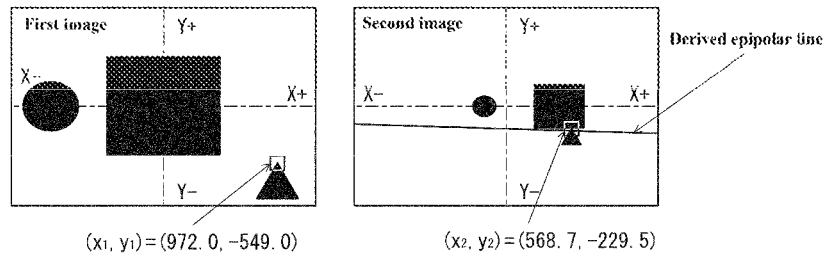 First image
Y+
X-
X+
Y-
(x1, y1)=(972.0, -549.0)
Second image
Y+
X-
X+
Y-
(x2, y2)=(568.7, -229.5)
Derived epipolar line